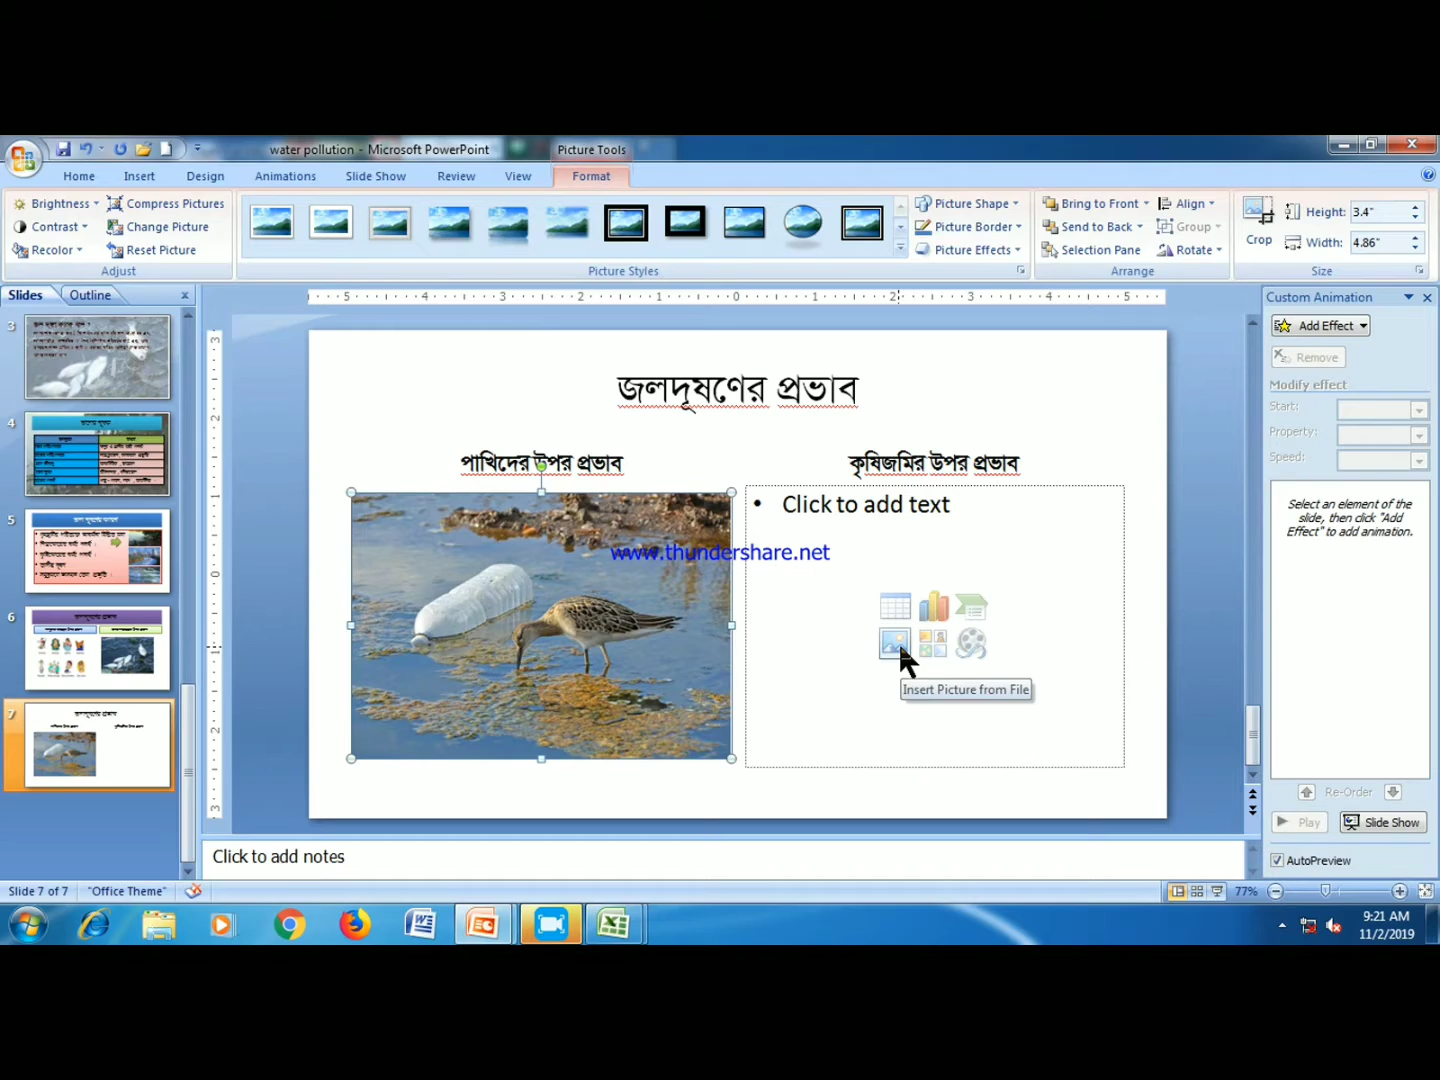 water pollution - Microsoft PowerPoint
Picture Tools
Home
Insert
Design
Animations
Slide Show
Review
View
Format
Brightness
Compress Pictures
Contrast
Change Picture
Recolor
Reset Picture
Adjust
Picture Styles
Picture Shape
Picture Border
Picture Effects
Bring to Front
Align
Send to Back
Group
Selection Pane
Rotate
Arrange
Crop
Height: 3.4"
Width: 4.86"
Size
Slides
Outline
3
4
5
6
7
জলদূষণের প্রভাব
পাখিদের উপর প্রভাব
কৃষিজমির উপর প্রভাব
• Click to add text
www.thundershare.net
Insert Picture from File
Click to add notes
Custom Animation
Add Effect
Remove
Modify effect
Start:
Property:
Speed:
Select an element of the
slide, then click "Add
Effect" to add animation.
Re-Order
Play
Slide Show
AutoPreview
Slide 7 of 7
"Office Theme"
77%
9:21 AM
11/2/2019